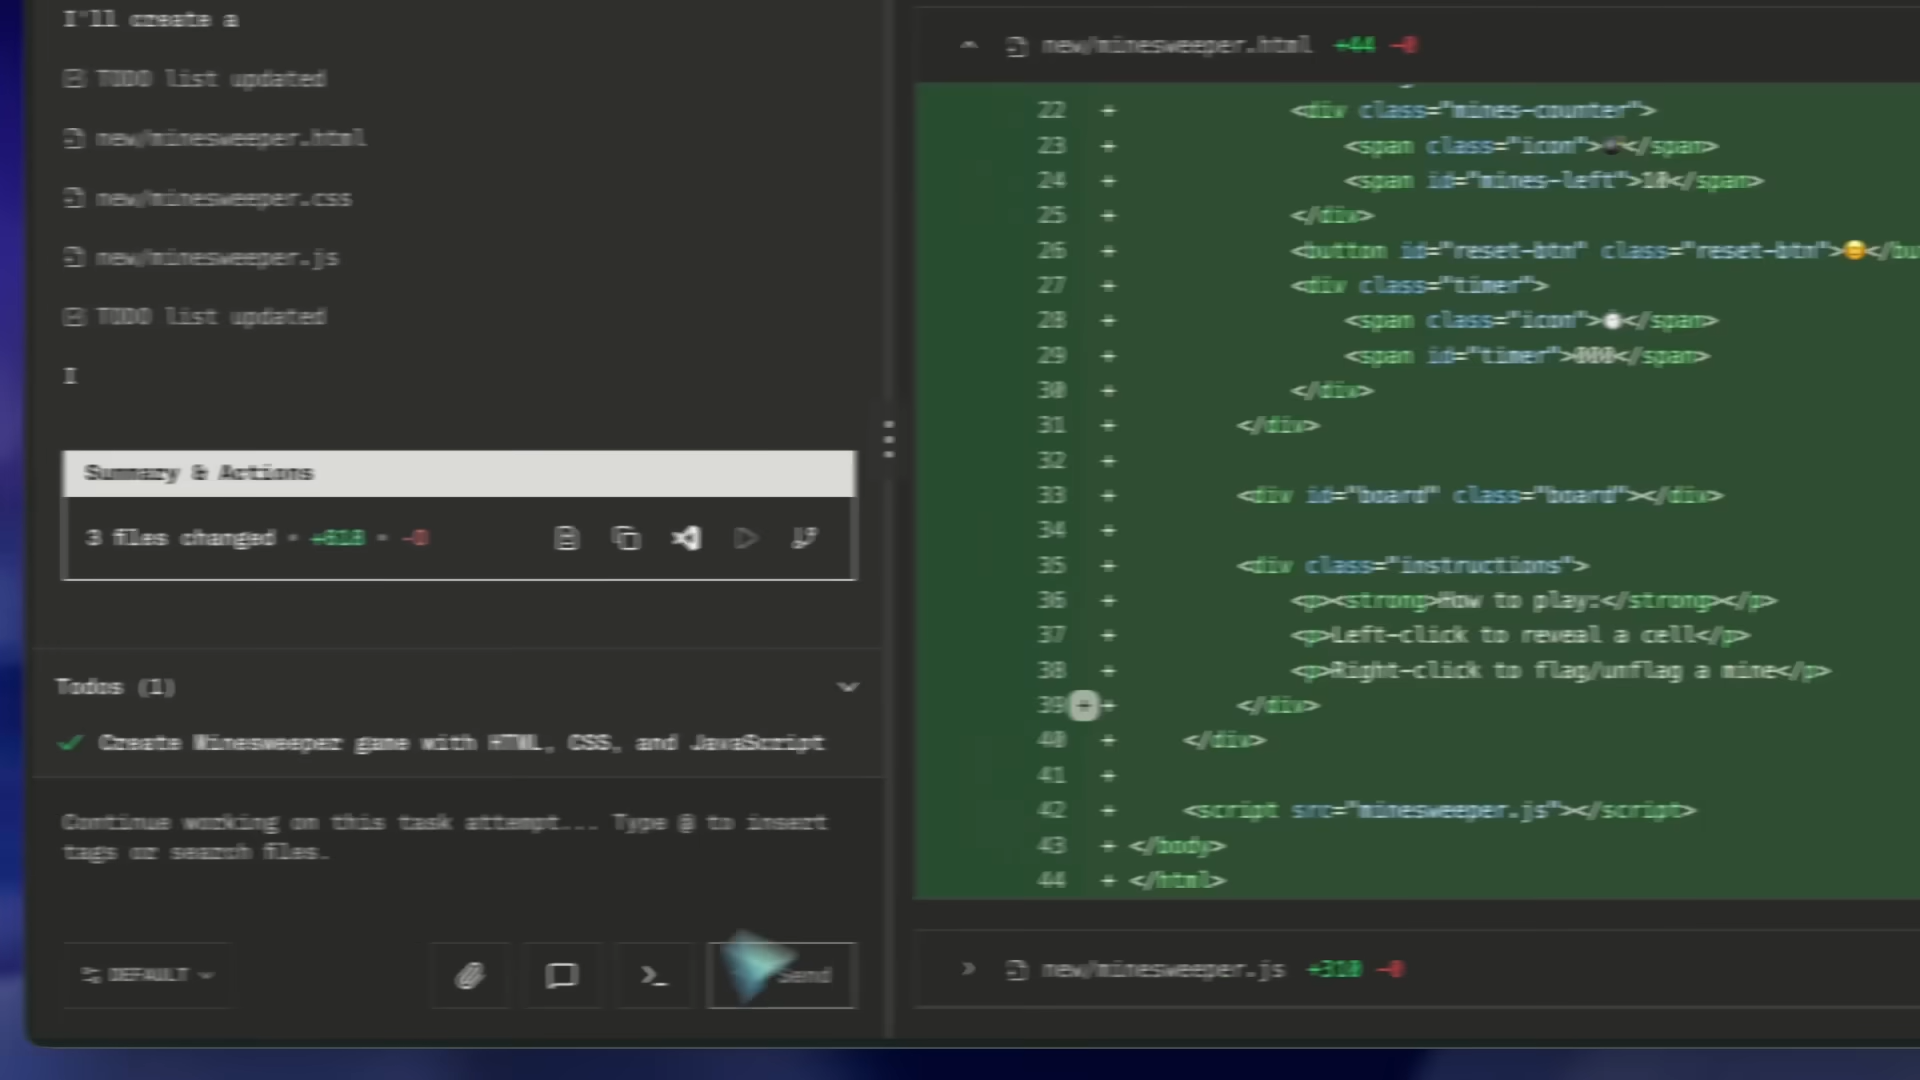 I'll create a
TODO list updated
new/minesweeper.html
new/minesweeper.css
new/minesweeper.js
TODO list updated
I
Summary & Actions
3 files changed • +618 • -0
Todos (1)
Create Minesweeper game with HTML, CSS, and JavaScript
Continue working on this task attempt... Type @ to insert
tags or search files.
DEFAULT
Send
new/minesweeper.html +44 -0
22 + <div class="mines-counter">
23 + <span class="icon">💣</span>
24 + <span id="mines-left">10</span>
25 + </div>
26 + <button id="reset-btn" class="reset-btn">😊</bu
27 + <div class="timer">
28 + <span class="icon">⏱</span>
29 + <span id="timer">000</span>
30 + </div>
31 + </div>
32 +
33 + <div id="board" class="board"></div>
34 +
35 + <div class="instructions">
36 + <p><strong>How to play:</strong></p>
37 + <p>Left-click to reveal a cell</p>
38 + <p>Right-click to flag/unflag a mine</p>
39 + </div>
40 + </div>
41 +
42 + <script src="minesweeper.js"></script>
43 + </body>
44 + </html>
new/minesweeper.js +310 -0